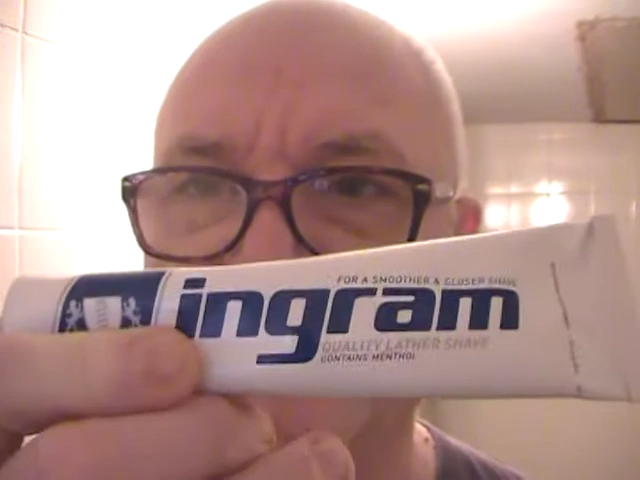 FOR A SMOOTHER & CLOSER SHAVE
ingram
QUALITY LATHER SHAVE
CONTAINS MENTHOL